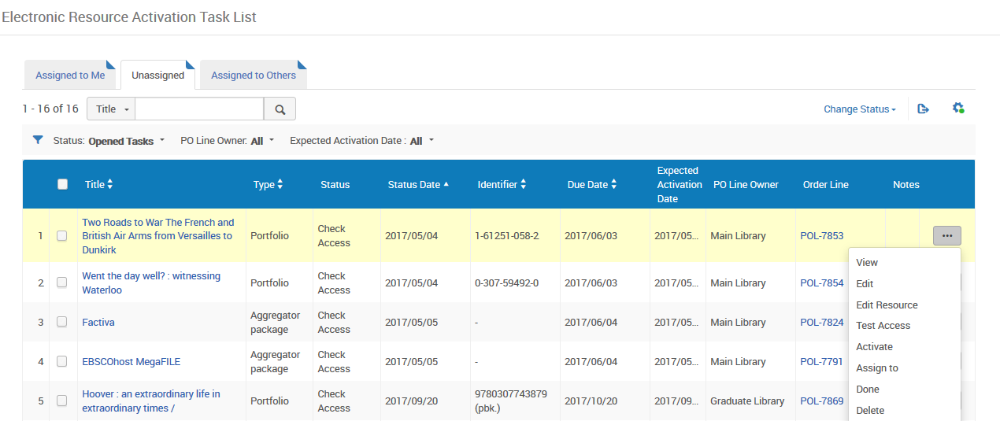 Electronic Resource Activation Task List
Assigned to Me Unassigned Assigned to Others
1 - 16 of 16 Title Change Status
Status: Opened Tasks PO Line Owner: All Expected Activation Date : All
Title Type Status Status Date Identifier Due Date Expected Activation Date PO Line Owner Order Line Notes
1 Two Roads to War The French and Portfolio Check 2017/05/04 1-61251-058-2 2017/06/03 2017/05... Main Library POL-7853 •••
British Air Arms from Versailles to Access
Dunkirk
View
2 Went the day well? : witnessing Portfolio Check 2017/05/04 0-307-59492-0 2017/06/03 2017/05... Main Library POL-7854
Waterloo Access
Edit
Edit Resource
3 Factiva Aggregator Check 2017/05/05 - 2017/06/04 2017/05... Main Library POL-7824
package Access
Test Access
Activate
4 EBSCOhost MegaFILE Aggregator Check 2017/05/05 - 2017/06/04 2017/05... Main Library POL-7791
package Access
Assign to
Done
5 Hoover : an extraordinary life in Portfolio Check 2017/09/20 9780307743879 2017/10/20 2017/09... Graduate Library POL-7869
extraordinary times / Access (pbk.)
Delete